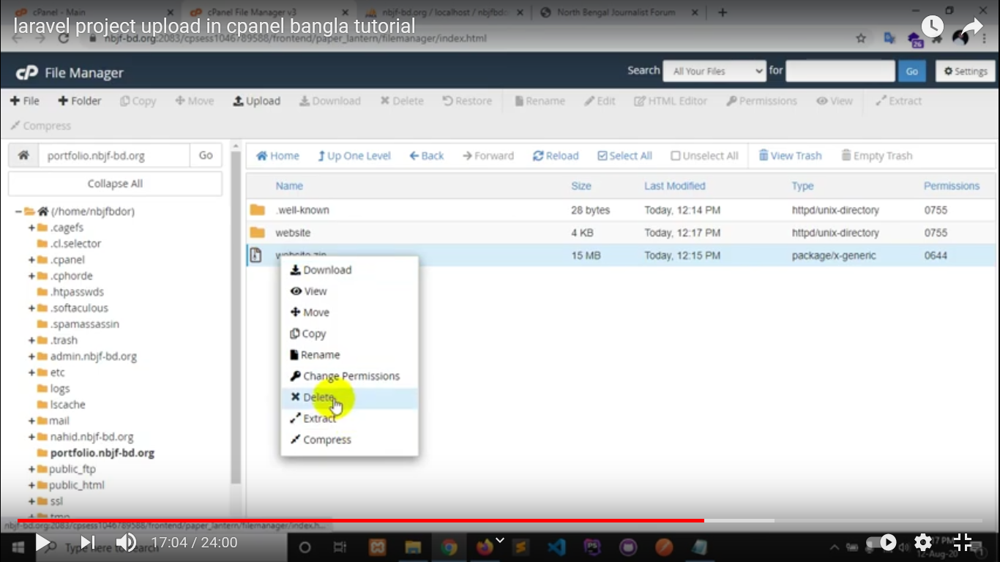 cPanel - Main
cPanel File Manager v3
nbjf-bd.org / localhost / nbjfbdo
North Bengal Journalist Forum
laravel project upload in cpanel bangla tutorial
nbjf-bd.org:2083/cpsess1046789588/frontend/paper_lantern/filemanager/index.html
26
cP File Manager
Search All Your Files for Go Settings
File Folder Copy Move Upload Download Delete Restore Rename Edit HTML Editor Permissions View Extract
Compress
portfolio.nbjf-bd.org Go
Home Up One Level Back Forward Reload Select All Unselect All View Trash Empty Trash
Collapse All
(/home/nbjfbdor)
.cagefs
.cl.selector
.cpanel
.cphorde
.htpasswds
.softaculous
.spamassassin
.trash
admin.nbjf-bd.org
etc
logs
lscache
mail
nahid.nbjf-bd.org
portfolio.nbjf-bd.org
public_ftp
public_html
ssl
tmp
Name Size Last Modified Type Permissions
.well-known 28 bytes Today, 12:14 PM httpd/unix-directory 0755
website 4 KB Today, 12:17 PM httpd/unix-directory 0755
website.zip 15 MB Today, 12:15 PM package/x-generic 0644
Download
View
Move
Copy
Rename
Change Permissions
Delete
Extract
Compress
nbjf-bd.org:2083/cpsess1046789588/frontend/paper_lantern/filemanager/index.h...
Type here to search
17:04 / 24:00
PS
17 PM
12-Aug-20